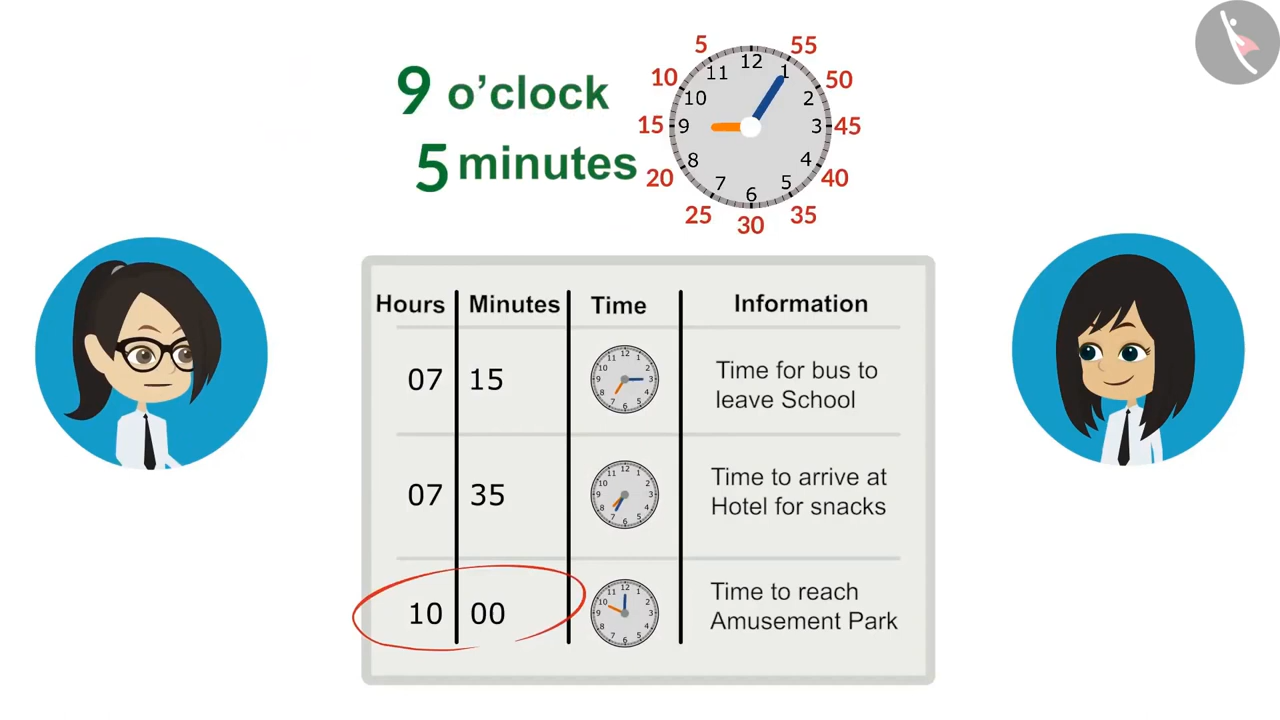 9 o'clock
5 minutes
5 55
10 50
15 45
20 40
25 35
30
12
11 1
10 2
9 3
8 4
7 5
6
Hours Minutes Time Information
07 15
Time for bus to
leave School
07 35
Time to arrive at
Hotel for snacks
10 00
Time to reach
Amusement Park